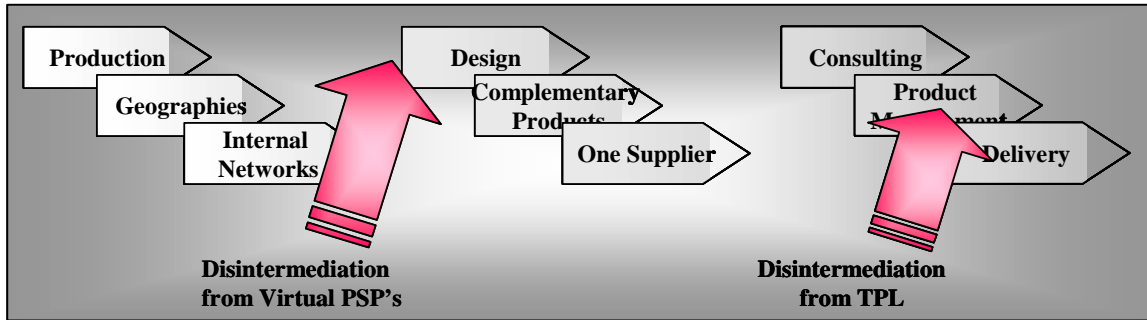 Production
Geographies
Internal
Networks
Design
Complementary
Products
One Supplier
Consulting
Product
Delivery
Disintermediation
from Virtual PSP's
Disintermediation
from TPL